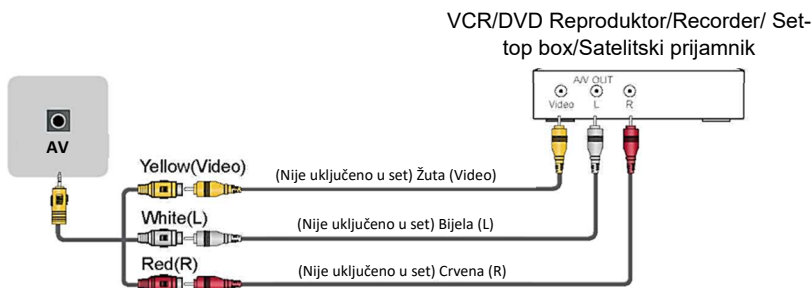 VCR/DVD Reproduktor/Recorder/ Set-
top box/Satelitski prijamnik
A/V OUT
Video L R
AV
Yellow(Video)
(Nije uključeno u set) Žuta (Video)
White(L)
(Nije uključeno u set) Bijela (L)
Red(R)
(Nije uključeno u set) Crvena (R)